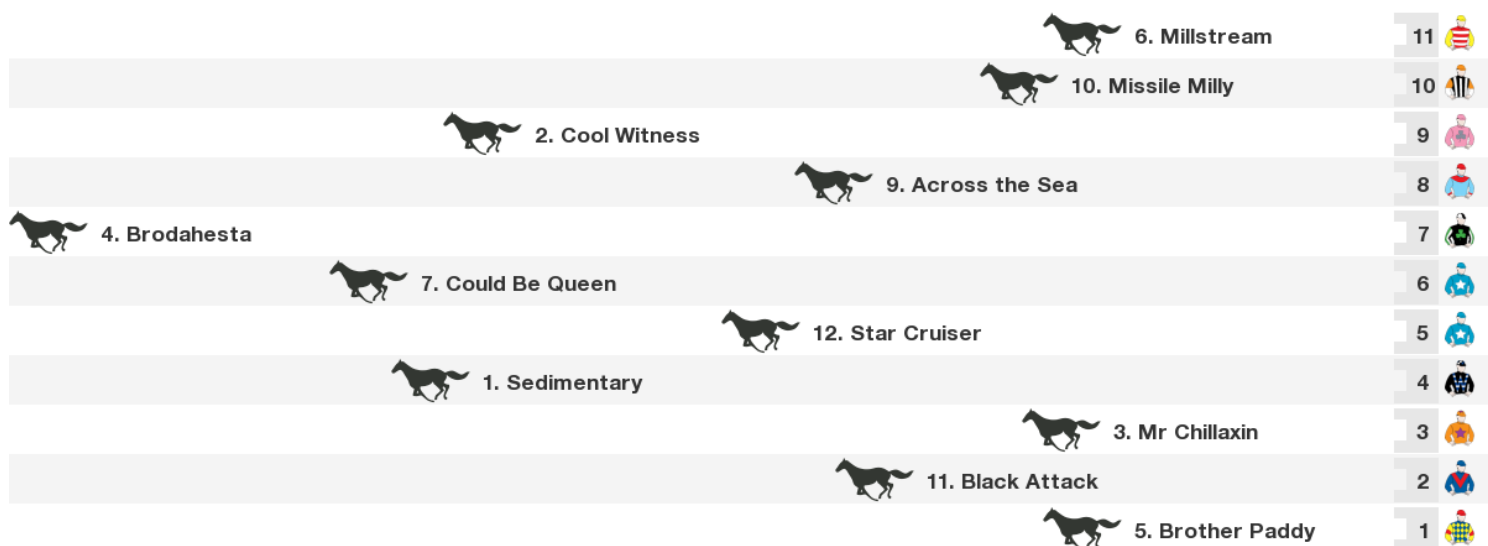 6. Millstream 11
10. Missile Milly 10
2. Cool Witness 9
9. Across the Sea 8
4. Brodahesta 7
7. Could Be Queen 6
12. Star Cruiser 5
1. Sedimentary 4
3. Mr Chillaxin 3
11. Black Attack 2
5. Brother Paddy 1